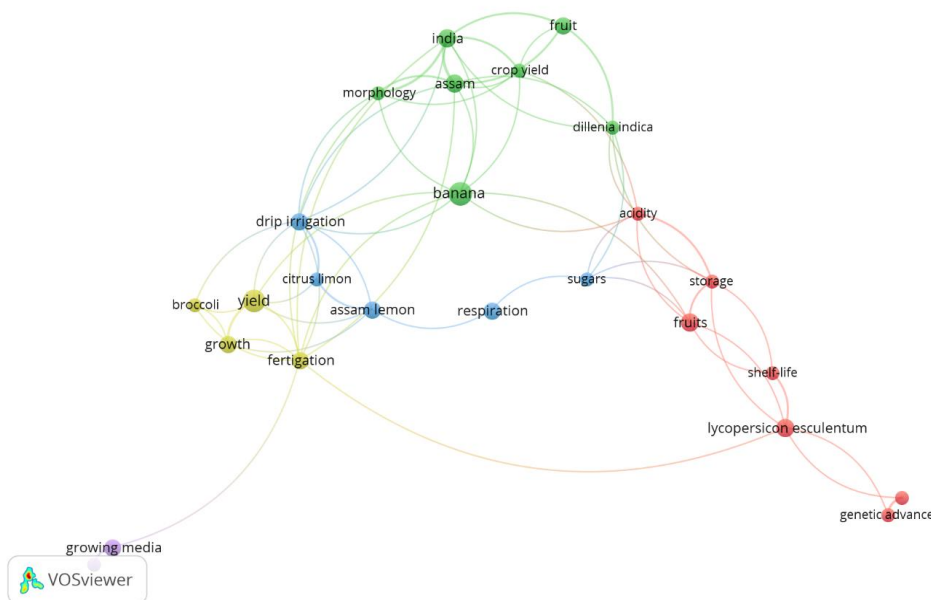 fruit
india
crop yield
assam
morphology
dillenia indica
banana
acidity
drip irrigation
citrus limon
sugars
storage
broccoli
yield
assam lemon
respiration
fruits
growth
fertigation
shelf-life
lycopersicon esculentum
genetic advance
growing media
VOSviewer